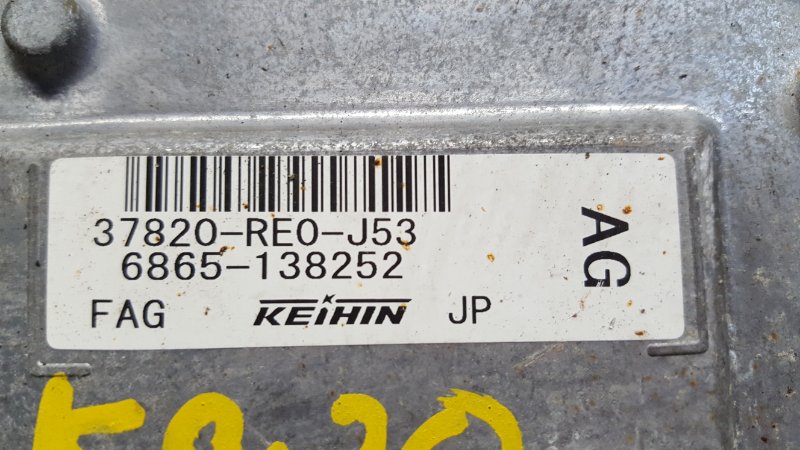 37820-RE0-J53
6865-138252
FAG KEIHIN JP
AG